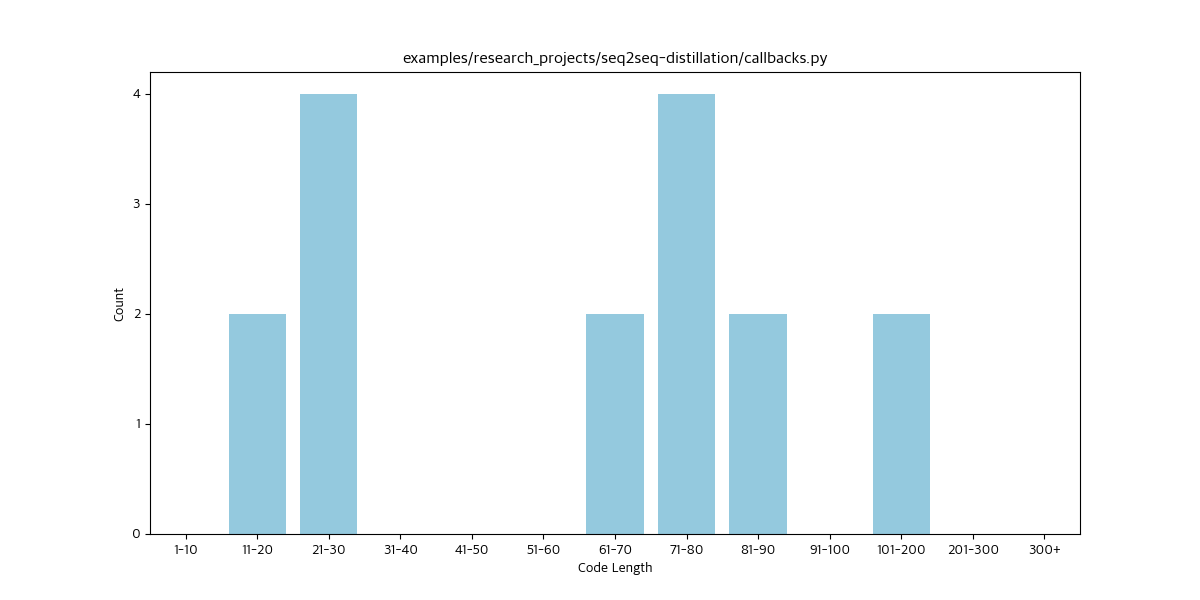 examples/research_projects/seq2seq-distillation/callbacks.py
4
3
2
1
0
Count
1-10 11-20 21-30 31-40 41-50 51-60 61-70 71-80 81-90 91-100 101-200 201-300 300+
Code Length